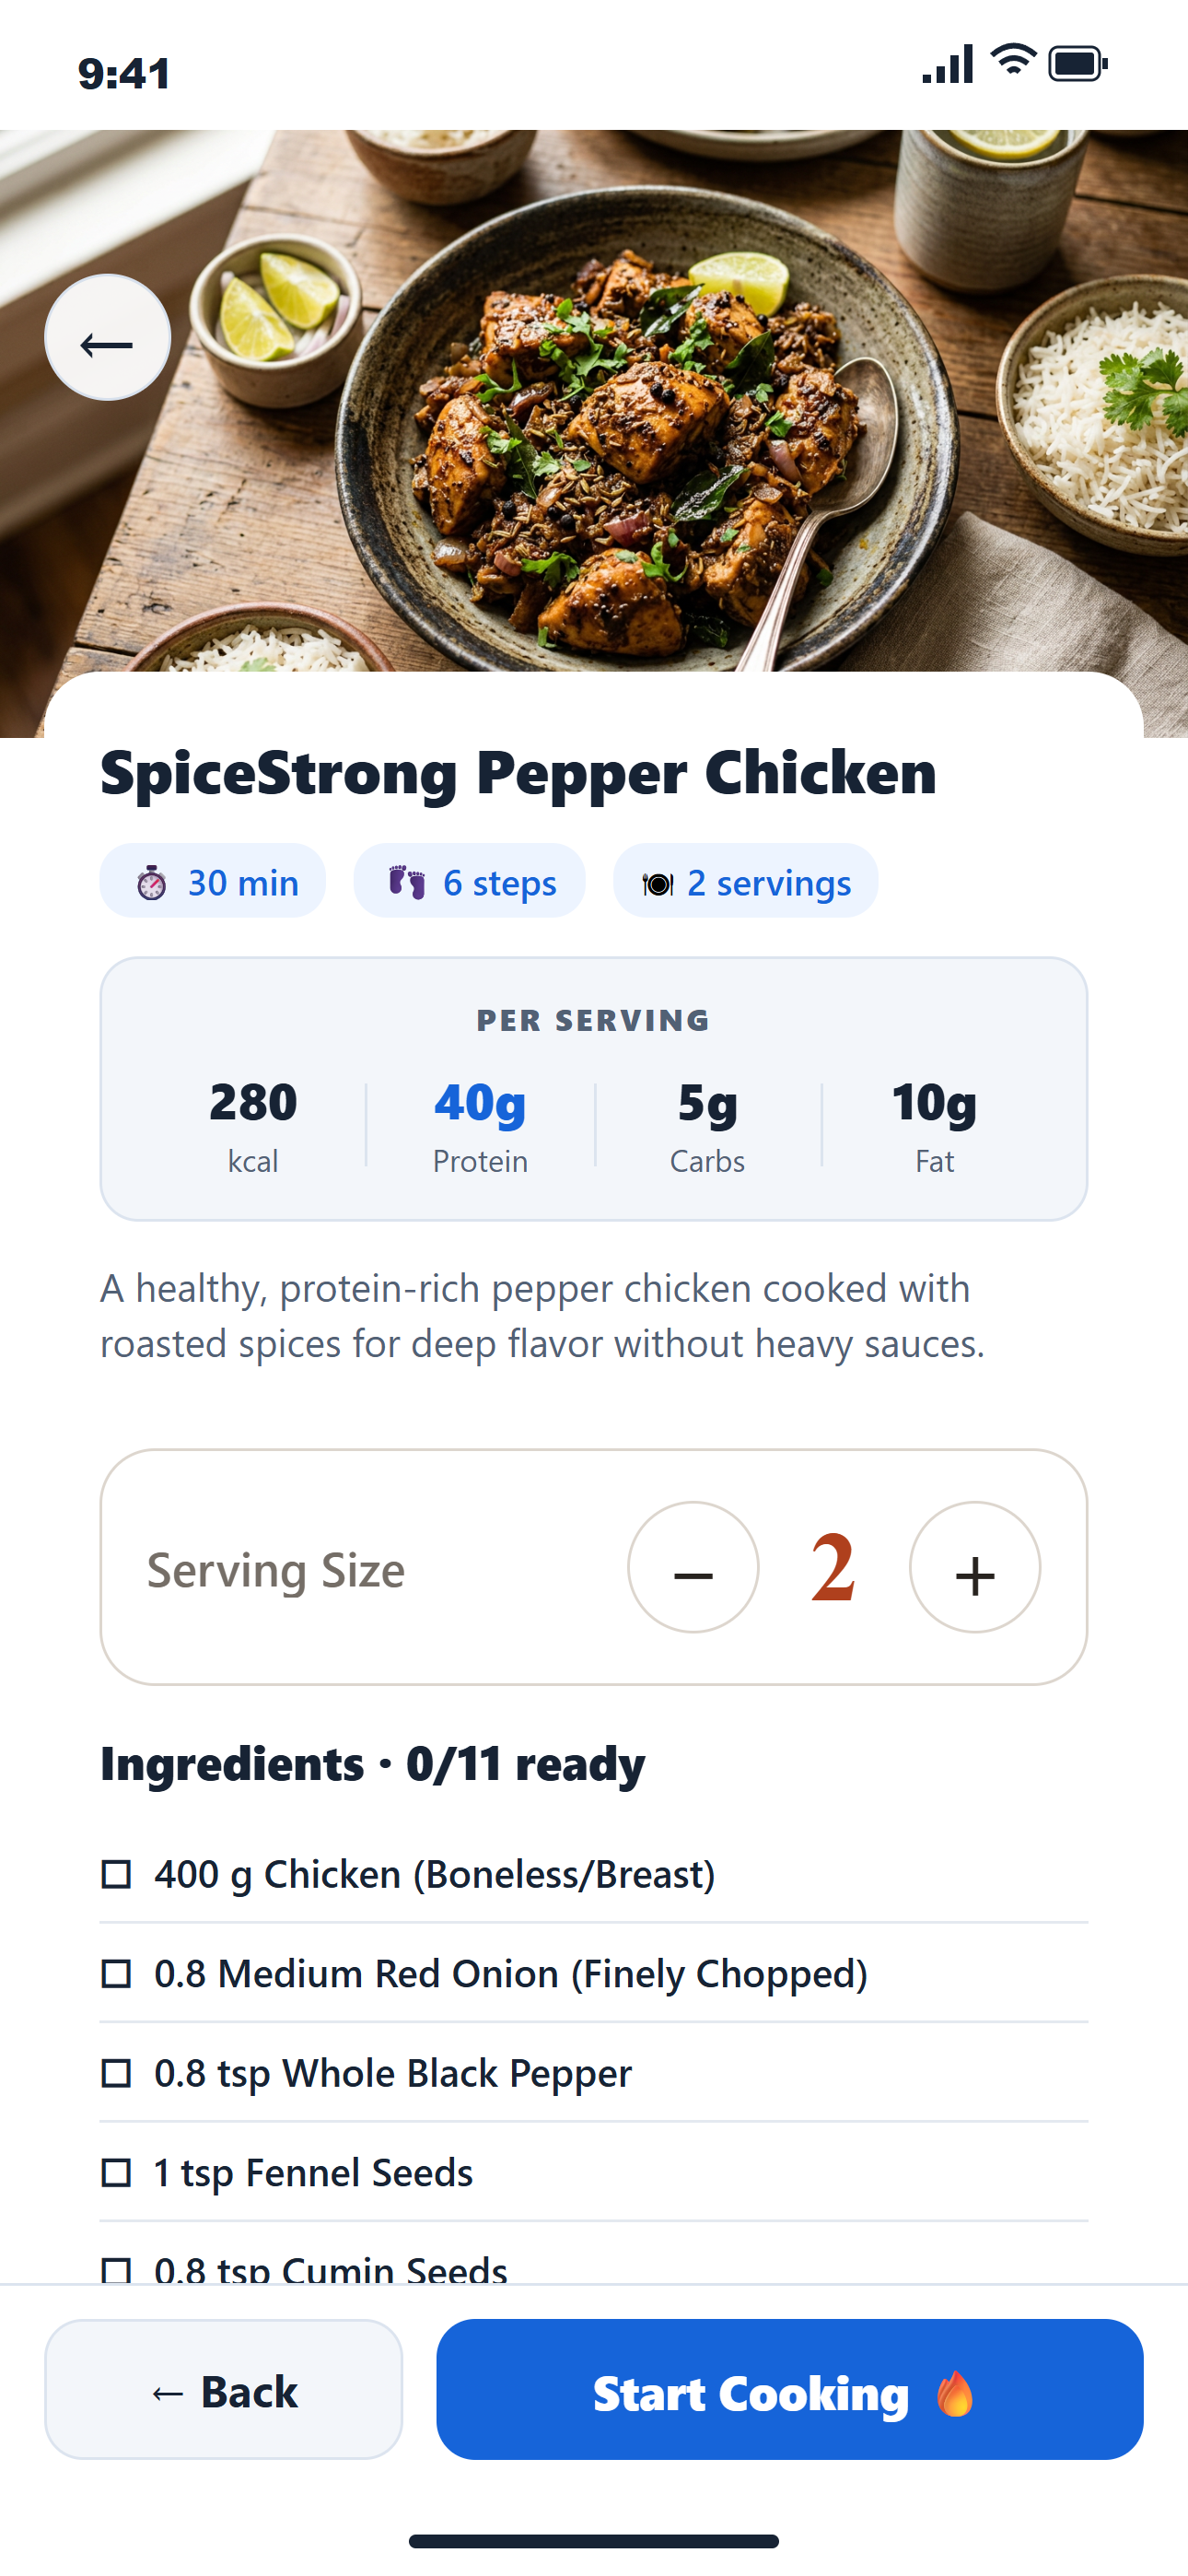 9:41
←
SpiceStrong Pepper Chicken
⏱ 30 min 👣 6 steps 🍽 2 servings
PER SERVING
280 40g 5g 10g
kcal Protein Carbs Fat
A healthy, protein-rich pepper chicken cooked with
roasted spices for deep flavor without heavy sauces.
Serving Size − 2 +
Ingredients · 0/11 ready
☐ 400 g Chicken (Boneless/Breast)
☐ 0.8 Medium Red Onion (Finely Chopped)
☐ 0.8 tsp Whole Black Pepper
☐ 1 tsp Fennel Seeds
☐ 0.8 tsp Cumin Seeds
← Back Start Cooking 🔥